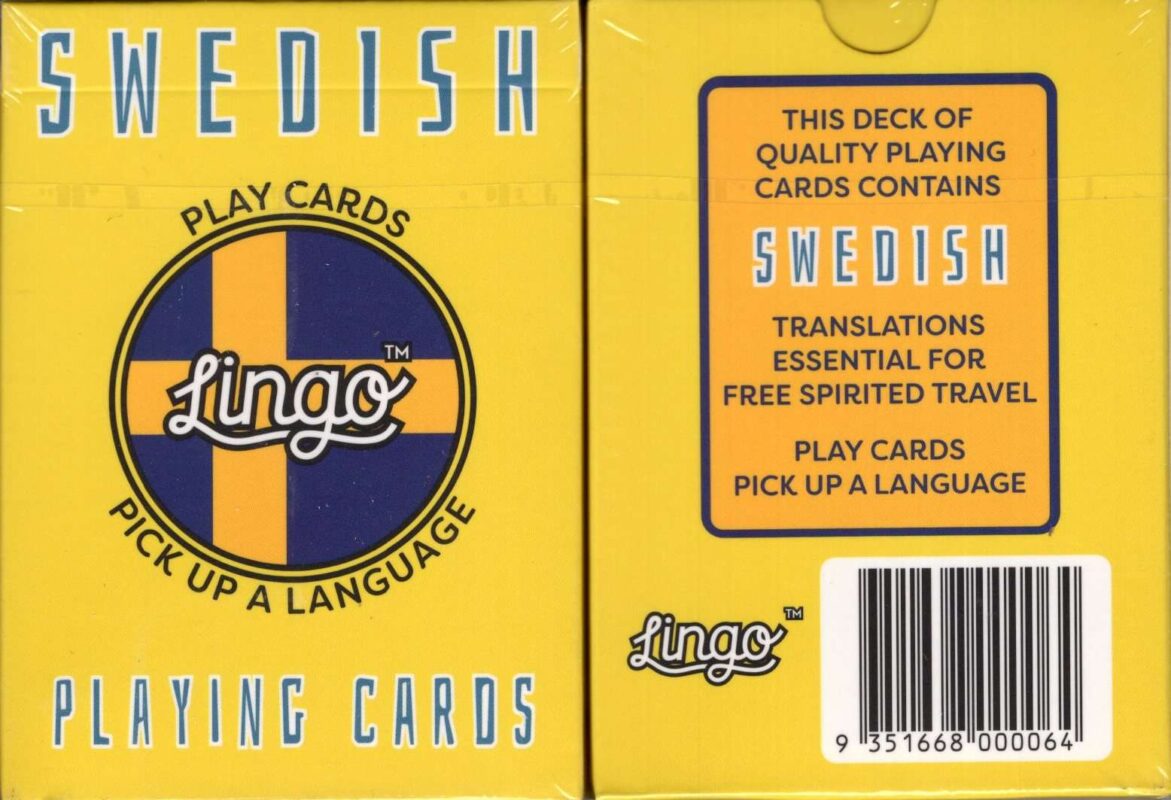 SWEDISH
PLAY CARDS
Lingo™
PICK UP A LANGUAGE
PLAYING CARDS
THIS DECK OF
QUALITY PLAYING
CARDS CONTAINS
SWEDISH
TRANSLATIONS
ESSENTIAL FOR
FREE SPIRITED TRAVEL
PLAY CARDS
PICK UP A LANGUAGE
Lingo™
9 351668 000064